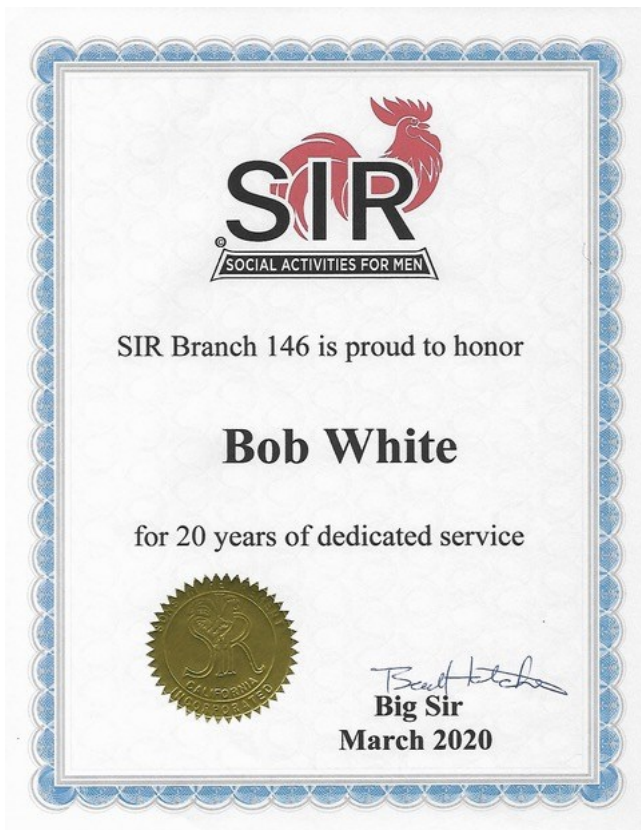 SIR
©
SOCIAL ACTIVITIES FOR MEN
SIR Branch 146 is proud to honor
Bob White
for 20 years of dedicated service
SIR
CALIFORNIA
INCORPORATED
Big Sir
March 2020